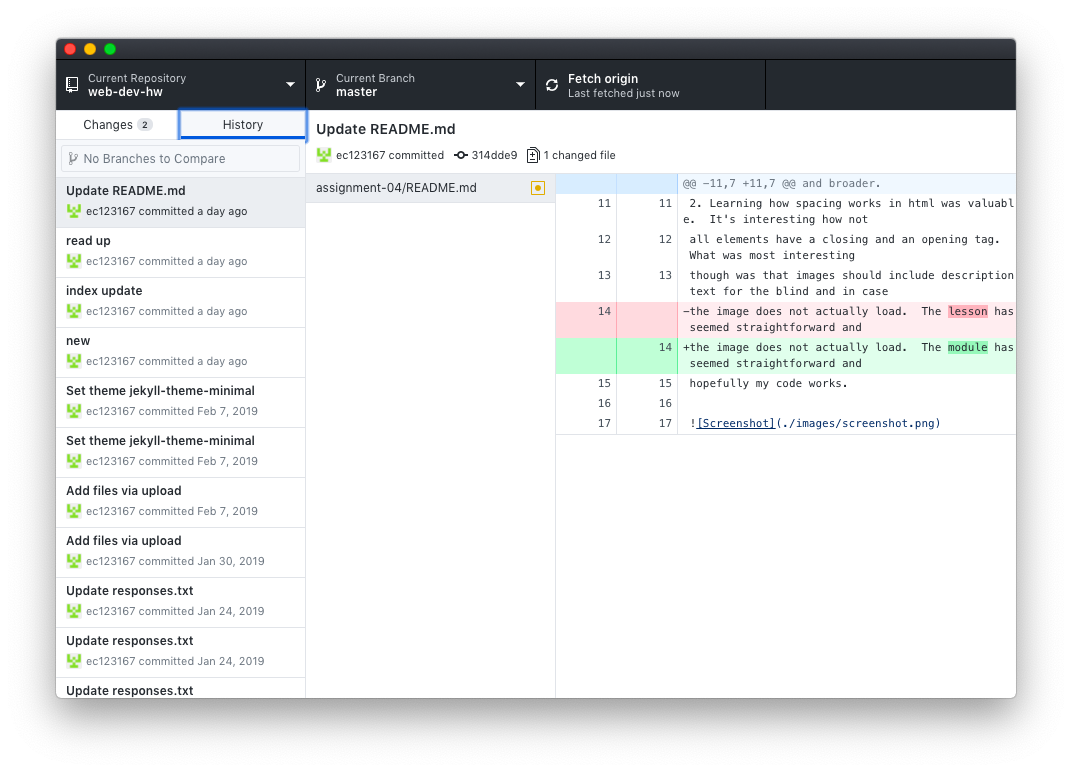 Current Repository
web-dev-hw
Current Branch
master
Fetch origin
Last fetched just now
Changes 2
History
No Branches to Compare
Update README.md
ec123167 committed a day ago
read up
ec123167 committed a day ago
index update
ec123167 committed a day ago
new
ec123167 committed a day ago
Set theme jekyll-theme-minimal
ec123167 committed Feb 7, 2019
Set theme jekyll-theme-minimal
ec123167 committed Feb 7, 2019
Add files via upload
ec123167 committed Feb 7, 2019
Add files via upload
ec123167 committed Jan 30, 2019
Update responses.txt
ec123167 committed Jan 24, 2019
Update responses.txt
ec123167 committed Jan 24, 2019
Update responses.txt
Update README.md
ec123167 committed 314dde9 1 changed file
assignment-04/README.md
@@ -11,7 +11,7 @@ and broader.
11 11 2. Learning how spacing works in html was valuabl
e.  It's interesting how not
12 12 all elements have a closing and an opening tag.
What was most interesting
13 13 though was that images should include description
text for the blind and in case
14 -the image does not actually load.  The lesson has
seemed straightforward and
14 +the image does not actually load.  The module has
seemed straightforward and
15 15 hopefully my code works.
16 16
17 17 ![Screenshot](./images/screenshot.png)